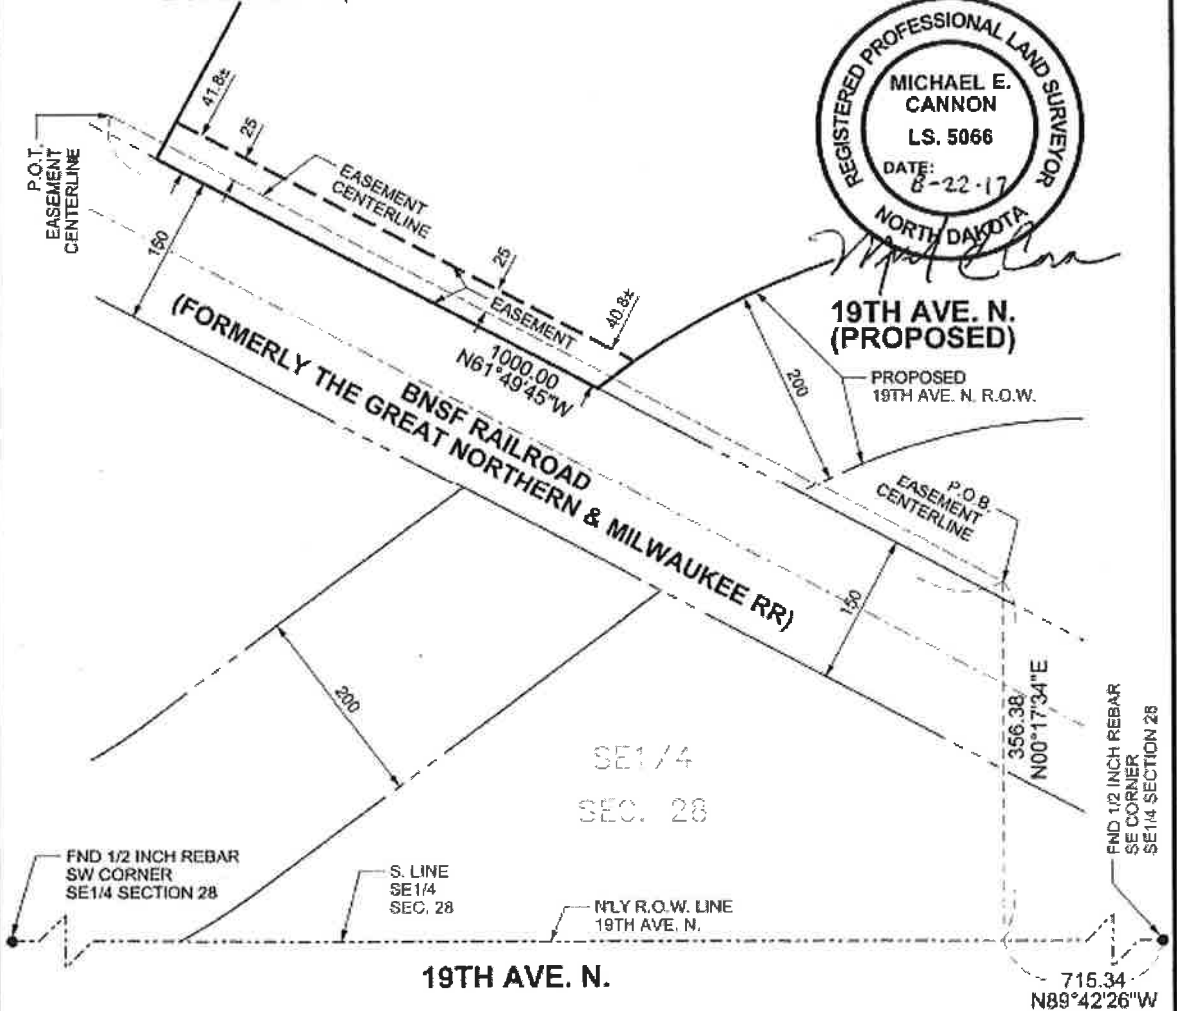 REGISTERED PROFESSIONAL LAND SURVEYOR
MICHAEL E.
CANNON
LS. 5066
DATE:
8-22-17
NORTH DAKOTA
41.8±
25
P.O.T.
EASEMENT
CENTERLINE
EASEMENT
CENTERLINE
150
25
EASEMENT
40.8±
19TH AVE. N.
(PROPOSED)
1000.00
N61°49'45"W
200
PROPOSED
19TH AVE. N. R.O.W.
BNSF RAILROAD
(FORMERLY THE GREAT NORTHERN & MILWAUKEE RR)
P.O.B.
EASEMENT
CENTERLINE
150
200
356.38
N00°17'34"E
SE1/4
SEC. 28
FND 1/2 INCH REBAR
SE CORNER
SE1/4 SECTION 28
FND 1/2 INCH REBAR
SW CORNER
SE1/4 SECTION 28
S. LINE
SE1/4
SEC. 28
N'LY R.O.W. LINE
19TH AVE. N.
19TH AVE. N.
715.34
N89°42'26"W